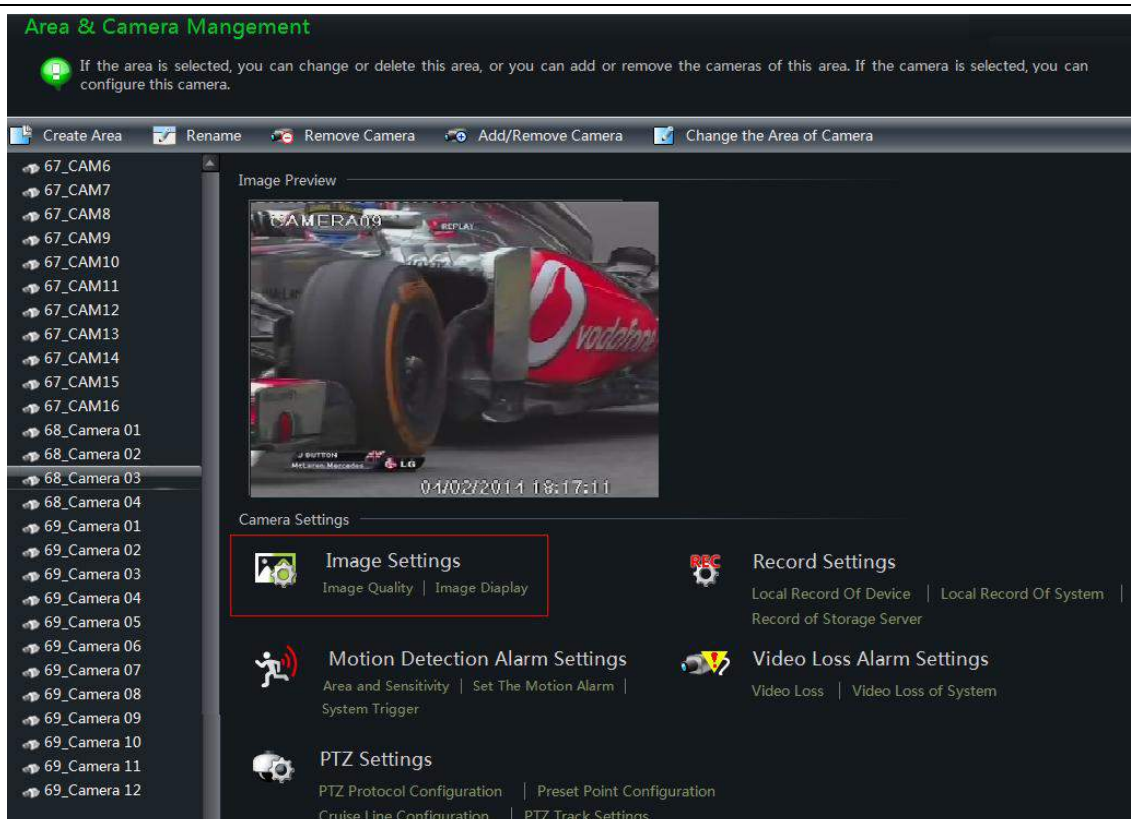 Area & Camera Mangement
If the area is selected, you can change or delete this area, or you can add or remove the cameras of this area. If the camera is selected, you can
configure this camera.
Create Area Rename Remove Camera Add/Remove Camera Change the Area of Camera
67_CAM6
67_CAM7
67_CAM8
67_CAM9
67_CAM10
67_CAM11
67_CAM12
67_CAM13
67_CAM14
67_CAM15
67_CAM16
68_Camera 01
68_Camera 02
68_Camera 03
68_Camera 04
69_Camera 01
69_Camera 02
69_Camera 03
69_Camera 04
69_Camera 05
69_Camera 06
69_Camera 07
69_Camera 08
69_Camera 09
69_Camera 10
69_Camera 11
69_Camera 12
Image Preview
CAMERA09
REPLAY
vodafone
J BUTTON
McLaren Mercedes LG
04/02/2014 18:17:11
Camera Settings
Image Settings
Image Quality | Image Diaplay
Record Settings
Local Record Of Device | Local Record Of System |
Record of Storage Server
Motion Detection Alarm Settings
Area and Sensitivity | Set The Motion Alarm |
System Trigger
Video Loss Alarm Settings
Video Loss | Video Loss of System
PTZ Settings
PTZ Protocol Configuration | Preset Point Configuration
Cruise Line Configuration | PTZ Track Settings